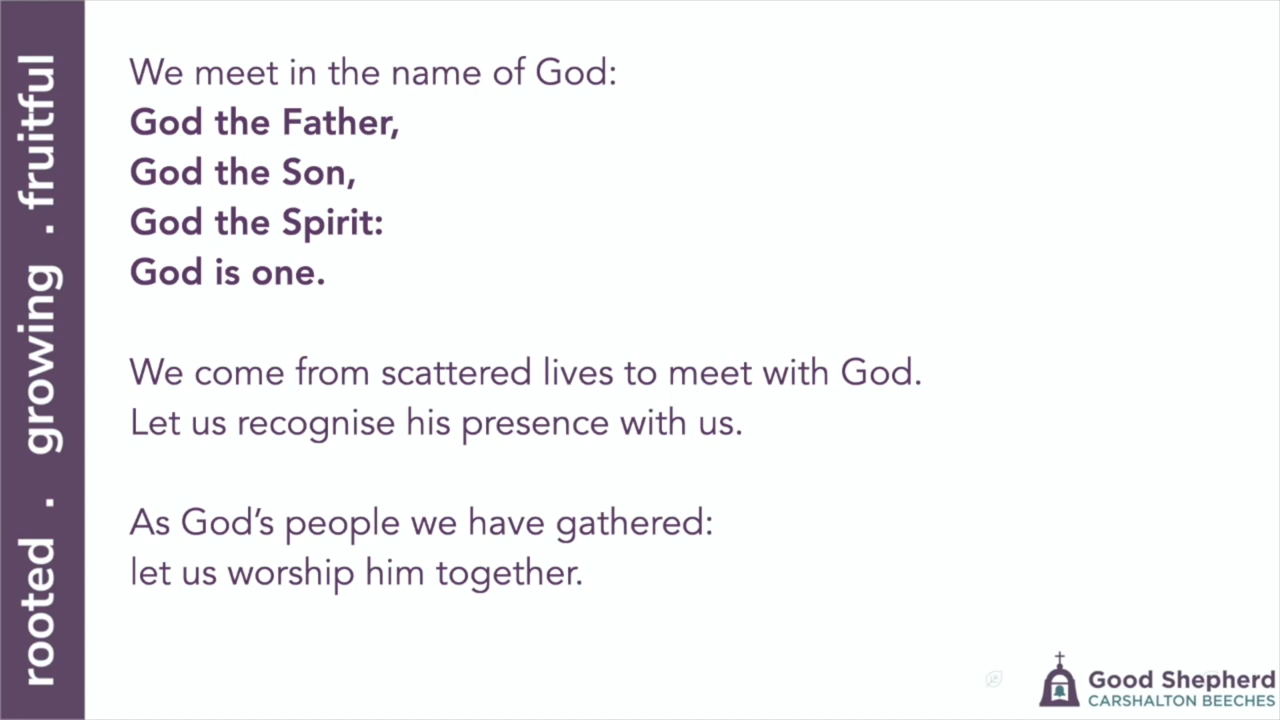 rooted . growing . fruitful
We meet in the name of God:
God the Father,
God the Son,
God the Spirit:
God is one.
We come from scattered lives to meet with God.
Let us recognise his presence with us.
As God’s people we have gathered:
let us worship him together.
Good Shepherd
CARSHALTON BEECHES